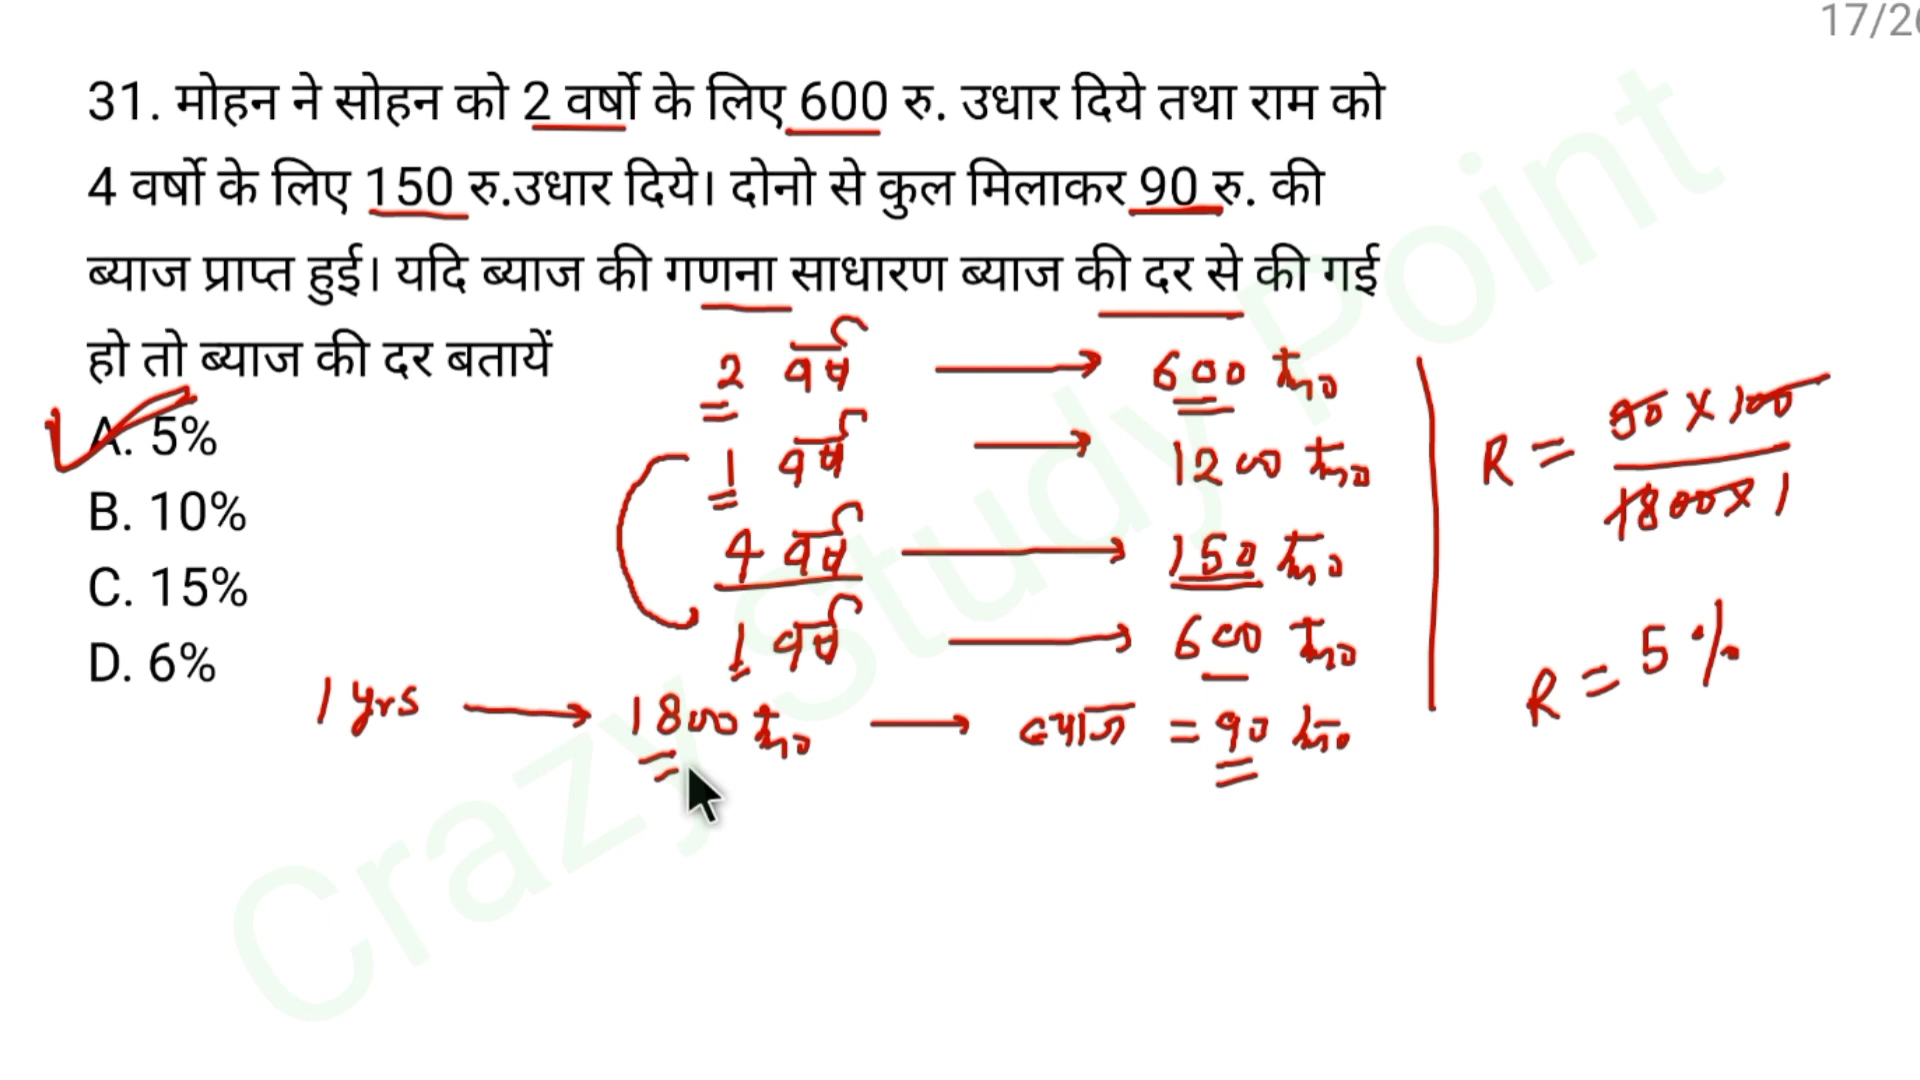 17/20
31. मोहन ने सोहन को 2 वर्षो के लिए 600 रु. उधार दिये तथा राम को
4 वर्षो के लिए 150 रु.उधार दिये। दोनो से कुल मिलाकर 90 रु. की
ब्याज प्राप्त हुई। यदि ब्याज की गणना साधारण ब्याज की दर से की गई
हो तो ब्याज की दर बतायें
A. 5%
B. 10%
C. 15%
D. 6%
2 वर्ष → 600 रू०
1 वर्ष → 1200 रू०
4 वर्ष → 150 रू०
1 वर्ष → 600 रू०
1 yrs → 1800 रू० → ब्याज = 90 रू०
R = 90 x 100
1800 x 1
R = 5 %
Crazy Study Point